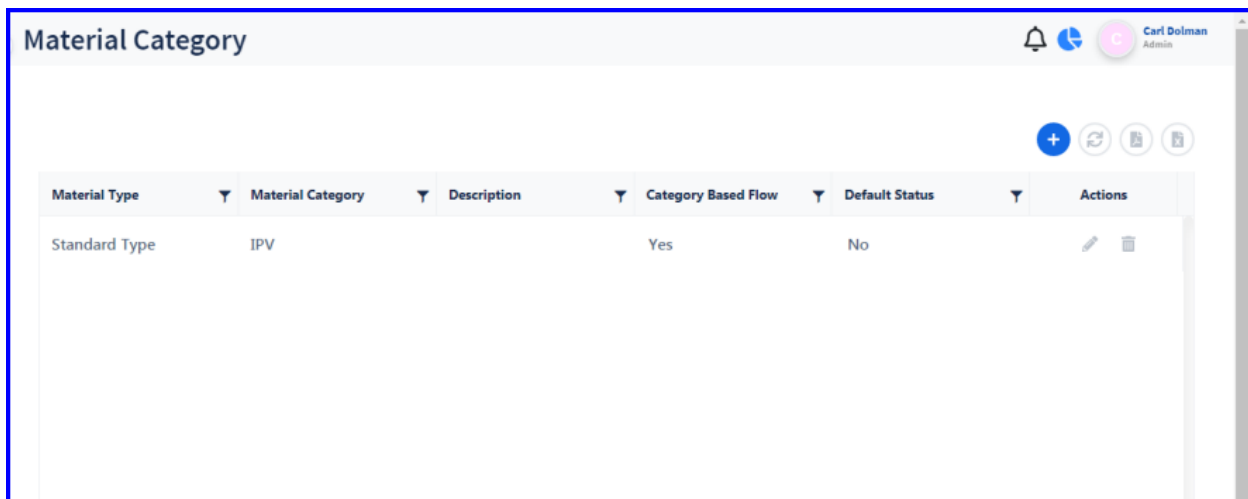 Material Category
Carl Dolman
Admin
C
Material Type Material Category Description Category Based Flow Default Status Actions
Standard Type IPV Yes No